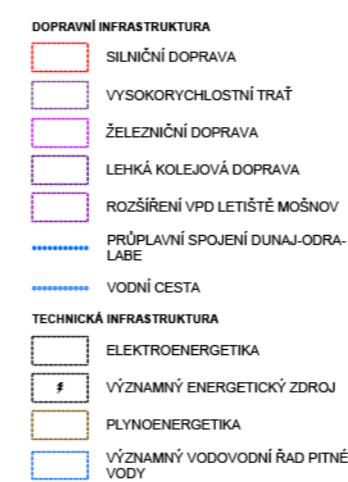 DOPRAVNÍ INFRASTRUKTURA
SILNIČNÍ DOPRAVA
VYSOKORYCHLOSTNÍ TRAŤ
ŽELEZNIČNÍ DOPRAVA
LEHKÁ KOLEJOVÁ DOPRAVA
ROZŠÍŘENÍ VPD LETIŠTĚ MOŠNOV
PRŮPLAVNÍ SPOJENÍ DUNAJ-ODRA-
LABE
VODNÍ CESTA
TECHNICKÁ INFRASTRUKTURA
ELEKTROENERGETIKA
VÝZNAMNÝ ENERGETICKÝ ZDROJ
PLYNOENERGETIKA
VÝZNAMNÝ VODOVODNÍ ŘAD PITNÉ
VODY